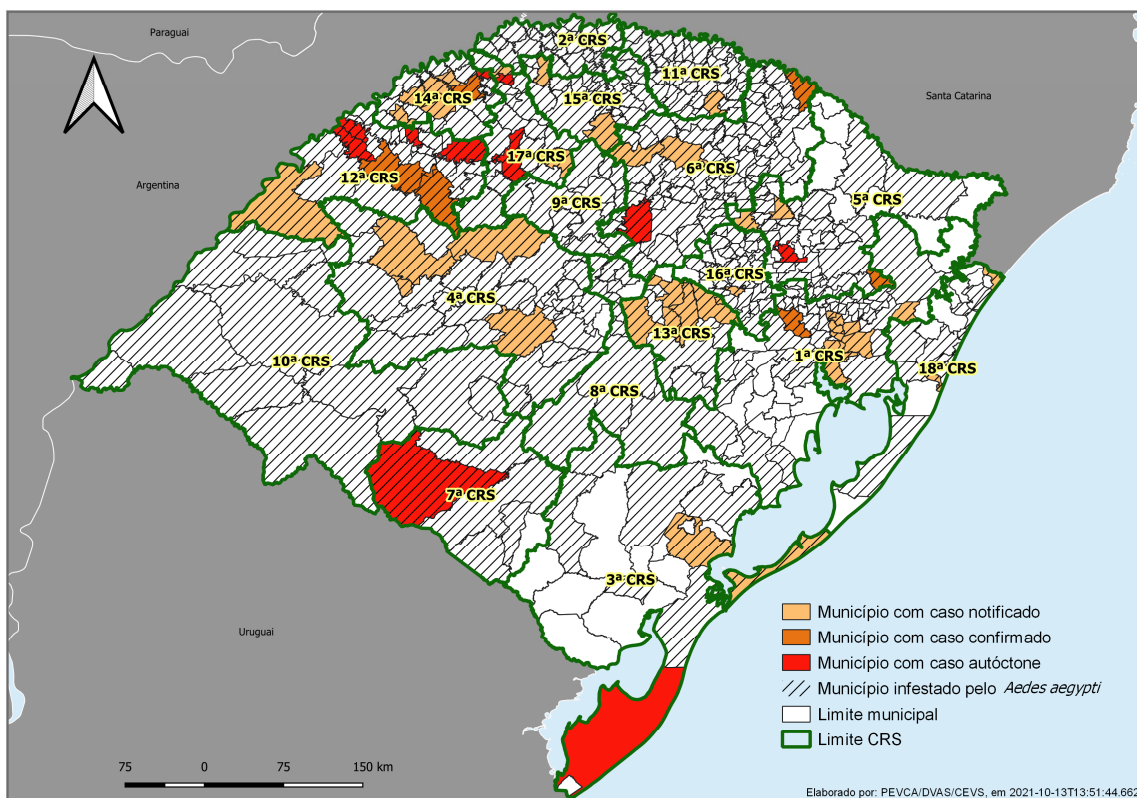 Paraguai
2ª CRS
11ª CRS
Santa Catarina
14ª CRS
15ª CRS
Argentina
17ª CRS
6ª CRS
12ª CRS
5ª CRS
9ª CRS
16ª CRS
4ª CRS
13ª CRS
1ª CRS
10ª CRS
18ª CRS
8ª CRS
7ª CRS
3ª CRS
Uruguai
Município com caso notificado
Município com caso confirmado
Município com caso autóctone
Município infestado pelo Aedes aegypti
Limite municipal
Limite CRS
75 0 75 150 km
Elaborado por: PEVCA/DVAS/CEVS, em 2021-10-13T13:51:44.662